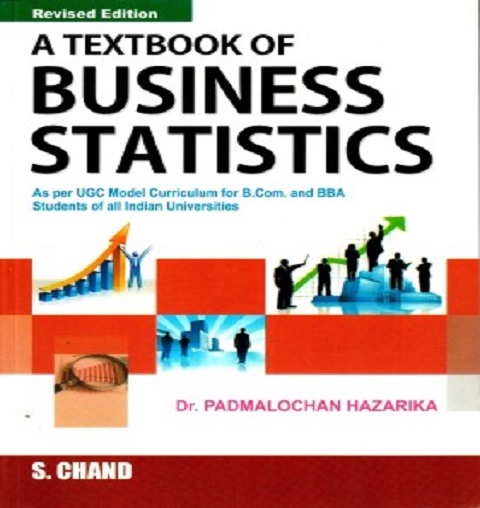 Revised Edition
A TEXTBOOK OF
BUSINESS
STATISTICS
As per UGC Model Curriculum for B.Com. and BBA
Students of all Indian Universities
Dr. PADMALOCHAN HAZARIKA
S. CHAND